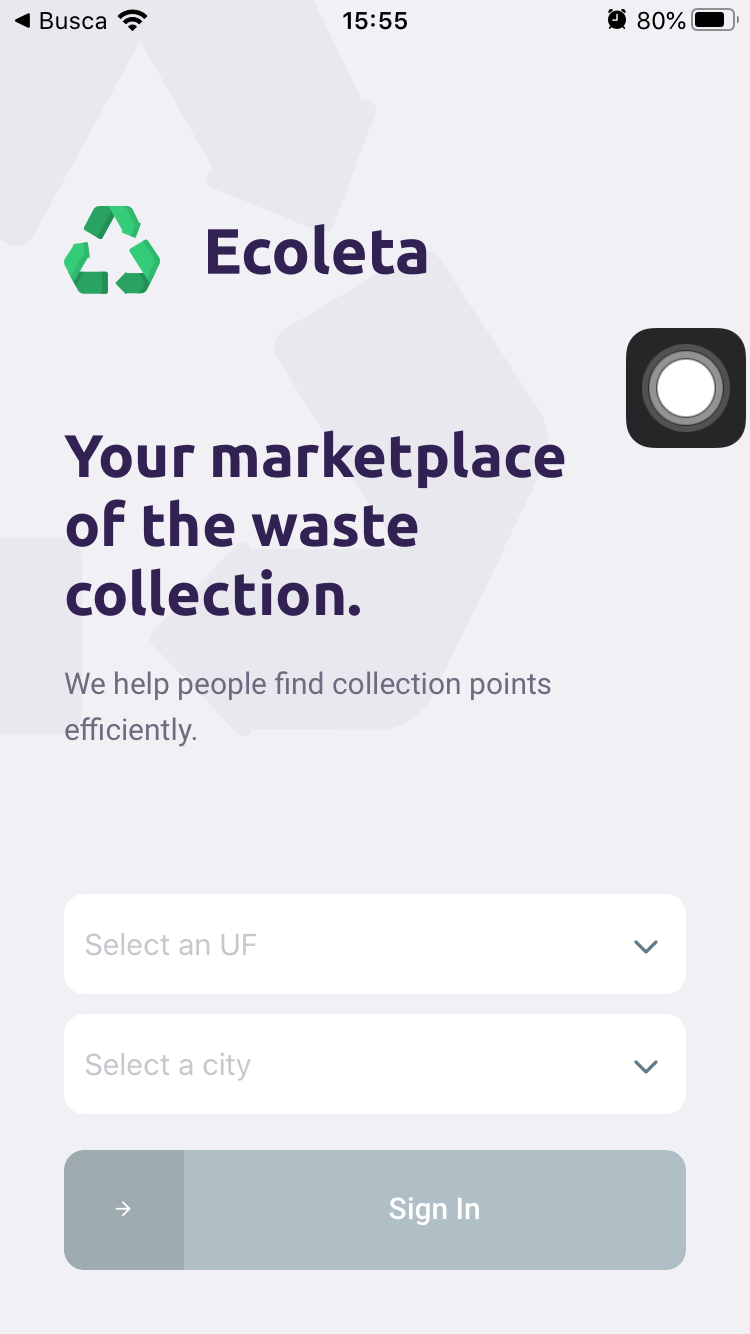 Busca
15:55
80%
Ecoleta
Your marketplace
of the waste
collection.
We help people find collection points
efficiently.
Select an UF
Select a city
Sign In